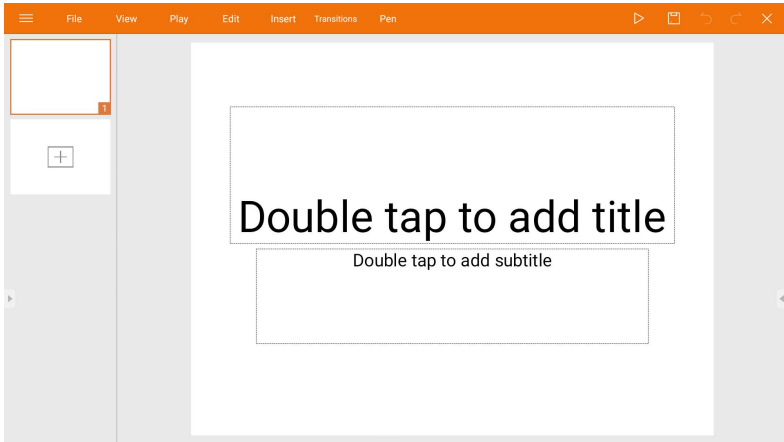 File View Play Edit Insert Transitions Pen
1
Double tap to add title
Double tap to add subtitle